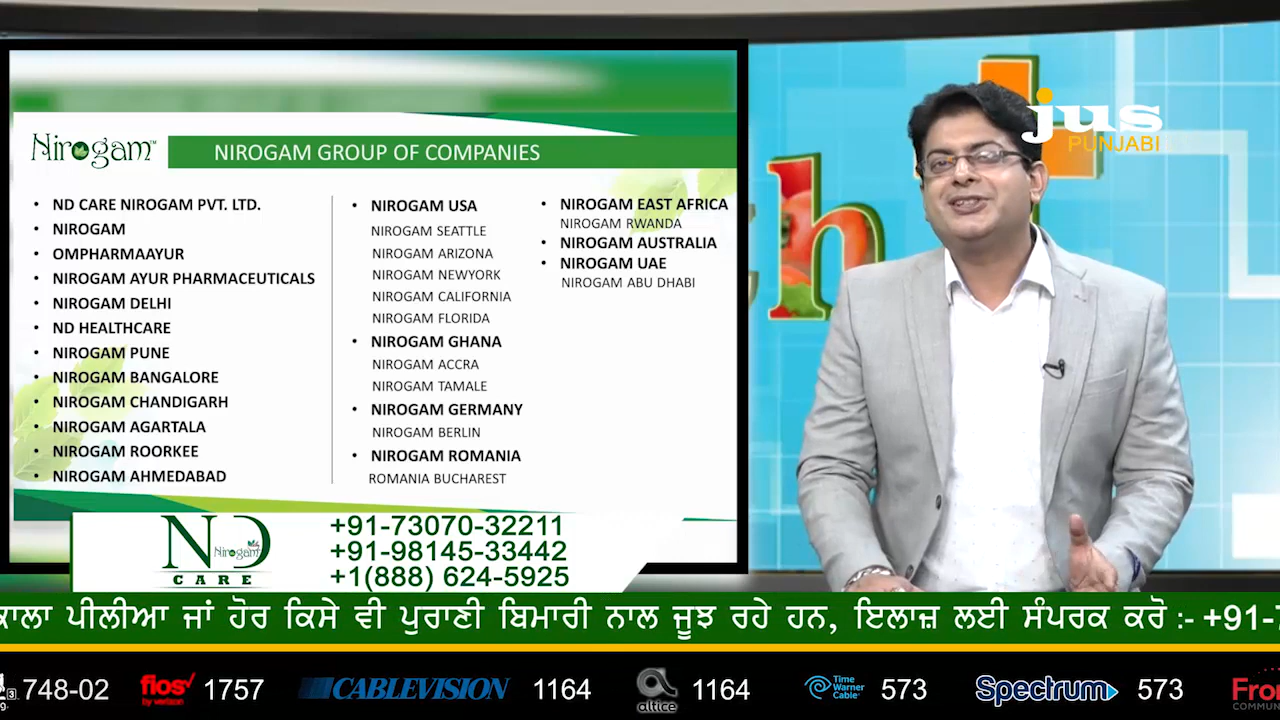 jus
PUNJABI
Nirogam
NIROGAM GROUP OF COMPANIES
• ND CARE NIROGAM PVT. LTD.
• NIROGAM
• OMPHARMAAYUR
• NIROGAM AYUR PHARMACEUTICALS
• NIROGAM DELHI
• ND HEALTHCARE
• NIROGAM PUNE
• NIROGAM BANGALORE
• NIROGAM CHANDIGARH
• NIROGAM AGARTALA
• NIROGAM ROORKEE
• NIROGAM AHMEDABAD
• NIROGAM USA
NIROGAM SEATTLE
NIROGAM ARIZONA
NIROGAM NEWYORK
NIROGAM CALIFORNIA
NIROGAM FLORIDA
• NIROGAM GHANA
NIROGAM ACCRA
NIROGAM TAMALE
• NIROGAM GERMANY
NIROGAM BERLIN
• NIROGAM ROMANIA
ROMANIA BUCHAREST
• NIROGAM EAST AFRICA
NIROGAM RWANDA
• NIROGAM AUSTRALIA
• NIROGAM UAE
NIROGAM ABU DHABI
ND
Nirogam
CARE
+91-73070-32211
+91-98145-33442
+1(888) 624-5925
ਕਾਲਾ ਪੀਲੀਆ ਜਾਂ ਹੋਰ ਕਿਸੇ ਵੀ ਪੁਰਾਣੀ ਬਿਮਾਰੀ ਨਾਲ ਜੂਝ ਰਹੇ ਹਨ, ਇਲਾਜ਼ ਲਈ ਸੰਪਰਕ ਕਰੋ :- +91-7
748-02 fios by verizon 1757 CABLEVISION 1164 altice 1164 Time Warner Cable 573 Spectrum 573